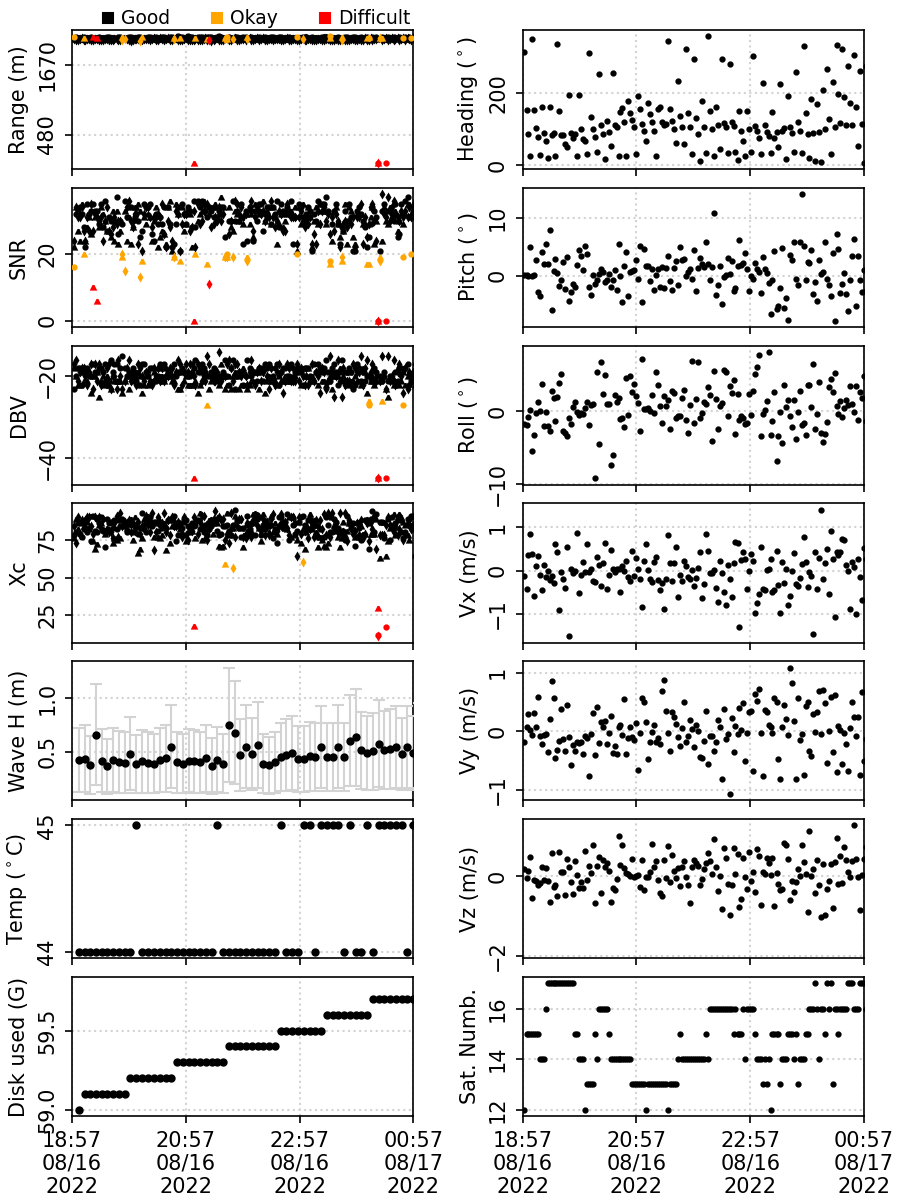 Good Okay Difficult
Range (m)
1670
480
Heading (°)
200
0
SNR
20
0
Pitch (°)
10
0
DBV
−20
−40
Roll (°)
0
−10
Xc
75
50
25
Vx (m/s)
1
0
−1
Wave H (m)
1.0
0.5
Vy (m/s)
1
0
−1
Temp (°C)
45
44
Vz (m/s)
0
−2
Disk used (G)
59.5
59.0
Sat. Numb.
16
14
12
18:57 20:57 22:57 00:57
08/16 08/16 08/16 08/17
2022 2022 2022 2022
18:57 20:57 22:57 00:57
08/16 08/16 08/16 08/17
2022 2022 2022 2022